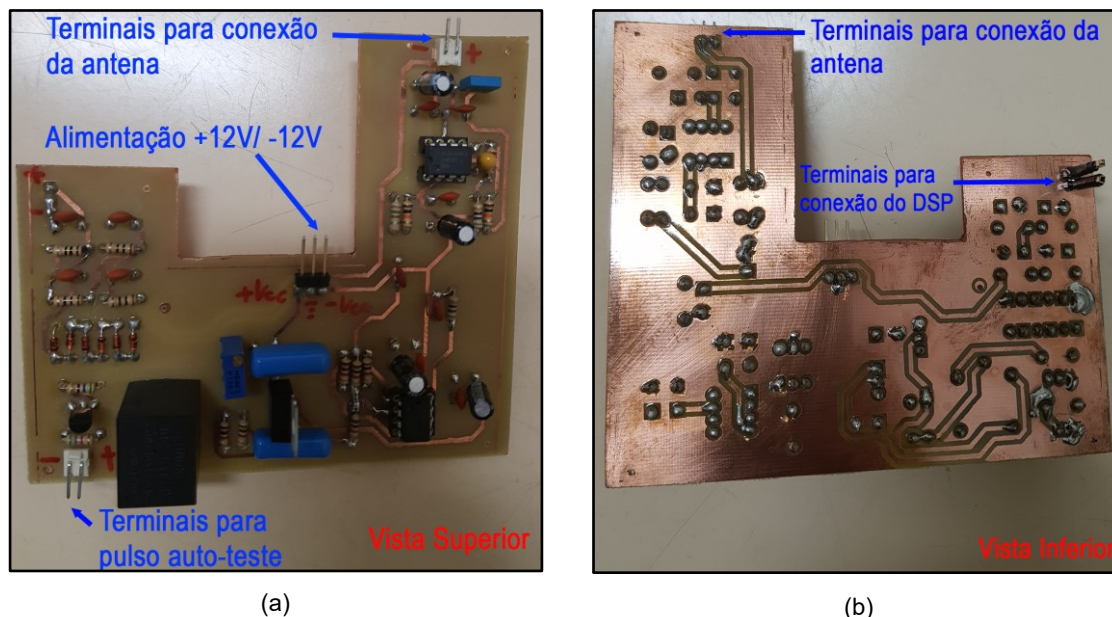 Terminais para conexão
da antena
-
+
Alimentação +12V/ -12V
+
-
+Vcc
-Vcc
-
+
Terminais para
pulso auto-teste
Vista Superior
(a)
Terminais para conexão da
antena
Terminais para
conexão do DSP
Vista Inferior
(b)